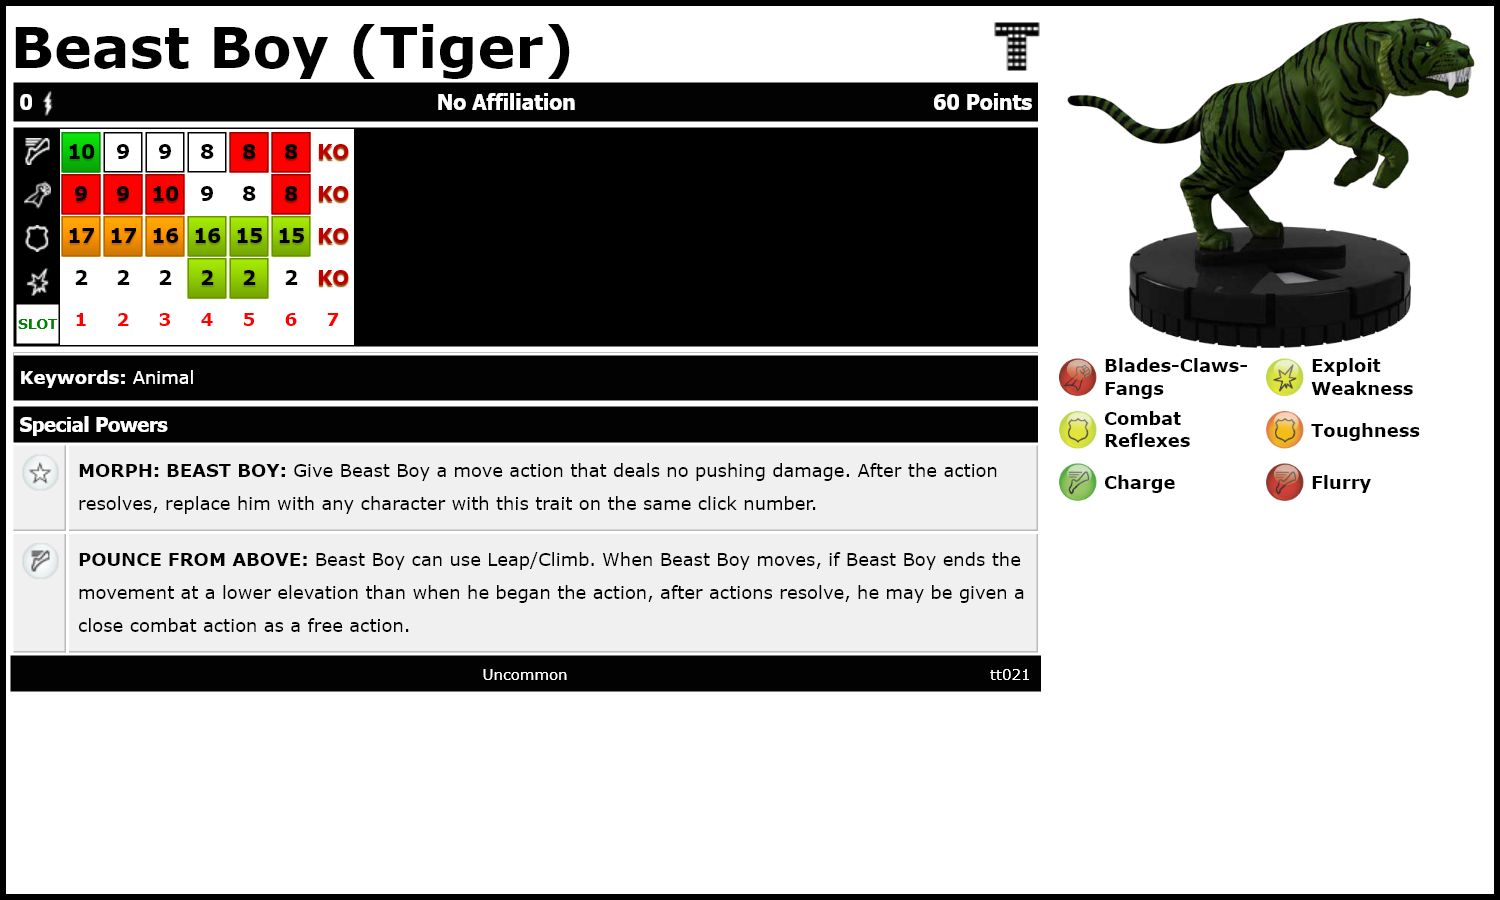 Beast Boy (Tiger)
T
0 No Affiliation 60 Points
10 9 9 8 8 8 KO
9 9 10 9 8 8 KO
17 17 16 16 15 15 KO
2 2 2 2 2 2 KO
SLOT 1 2 3 4 5 6 7
Keywords: Animal
Special Powers
MORPH: BEAST BOY: Give Beast Boy a move action that deals no pushing damage. After the action
resolves, replace him with any character with this trait on the same click number.
POUNCE FROM ABOVE: Beast Boy can use Leap/Climb. When Beast Boy moves, if Beast Boy ends the
movement at a lower elevation than when he began the action, after actions resolve, he may be given a
close combat action as a free action.
Uncommon tt021
Blades-Claws-
Fangs
Exploit
Weakness
Combat
Reflexes
Toughness
Charge
Flurry